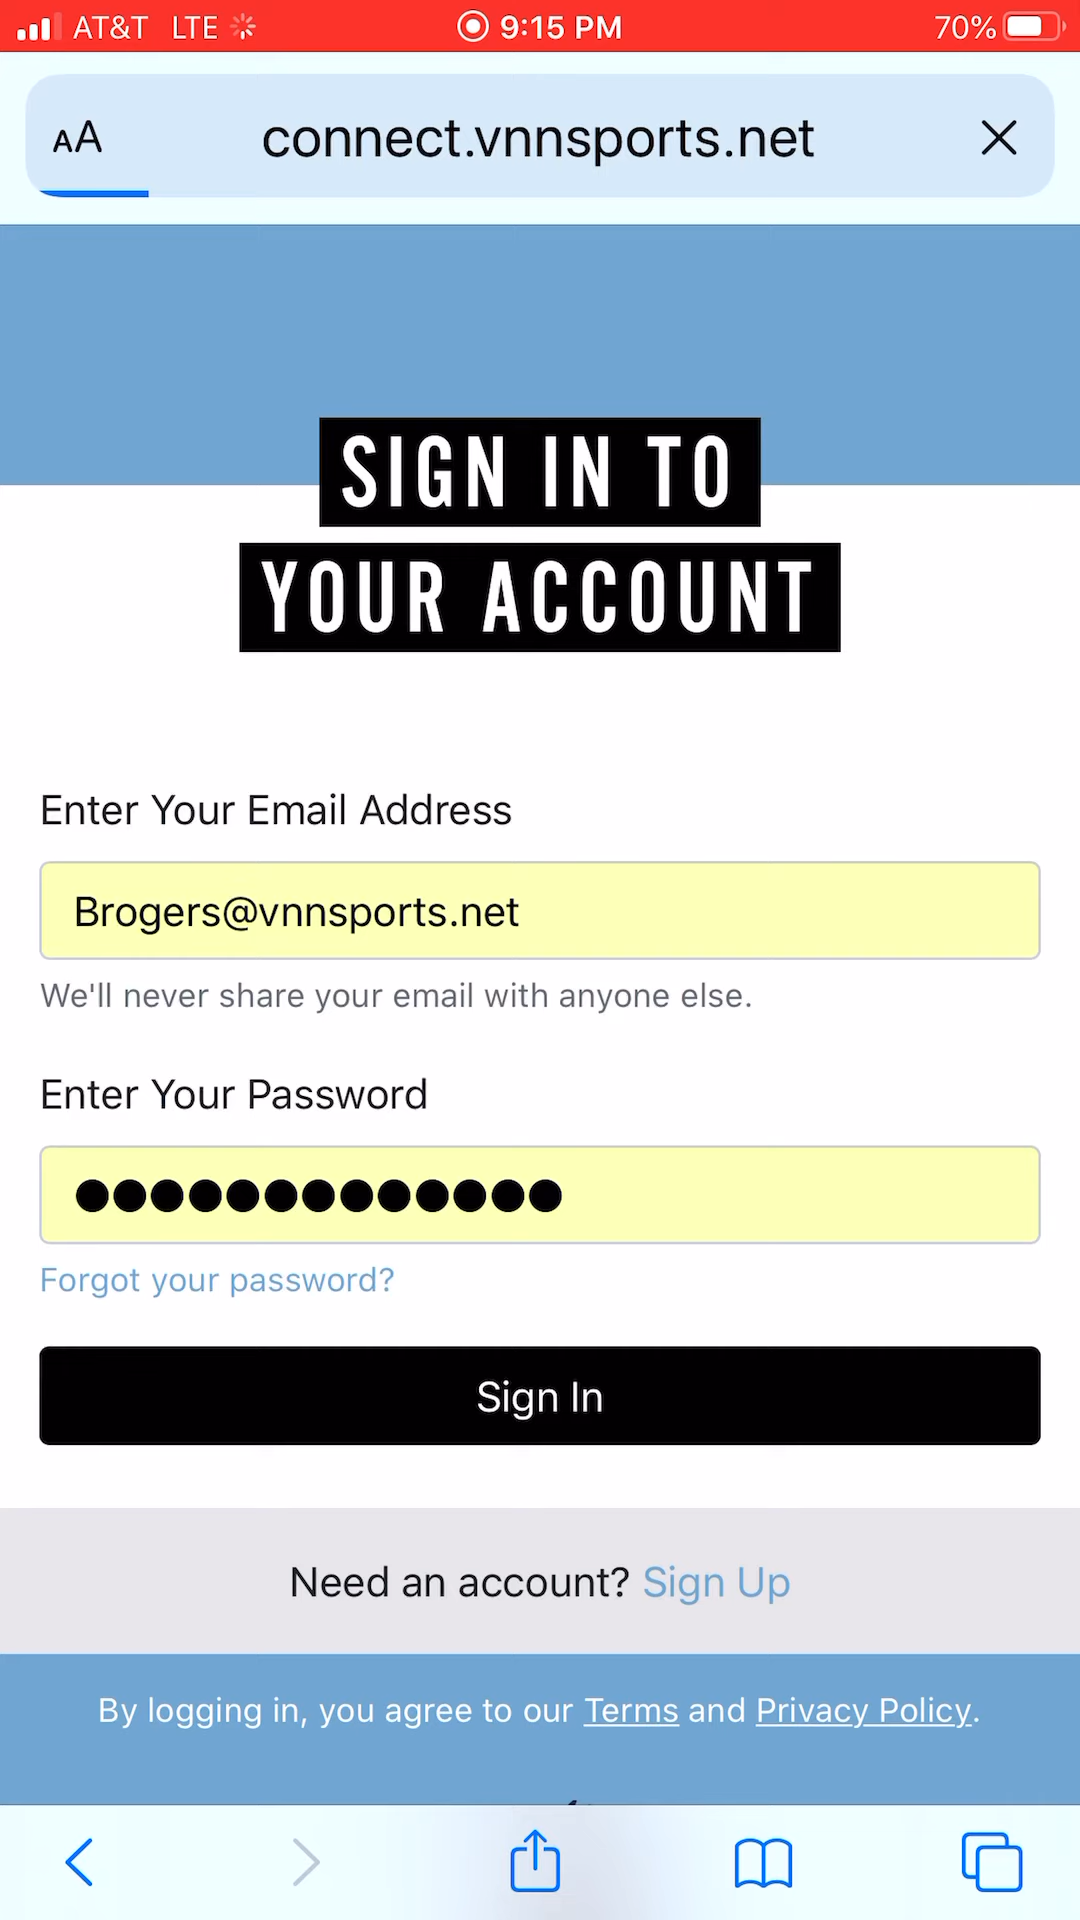 AT&T LTE 9:15 PM 70%
AA connect.vnnsports.net
SIGN IN TO
YOUR ACCOUNT
Enter Your Email Address
Brogers@vnnsports.net
We'll never share your email with anyone else.
Enter Your Password
●●●●●●●●●●●●●
Forgot your password?
Sign In
Need an account? Sign Up
By logging in, you agree to our Terms and Privacy Policy.